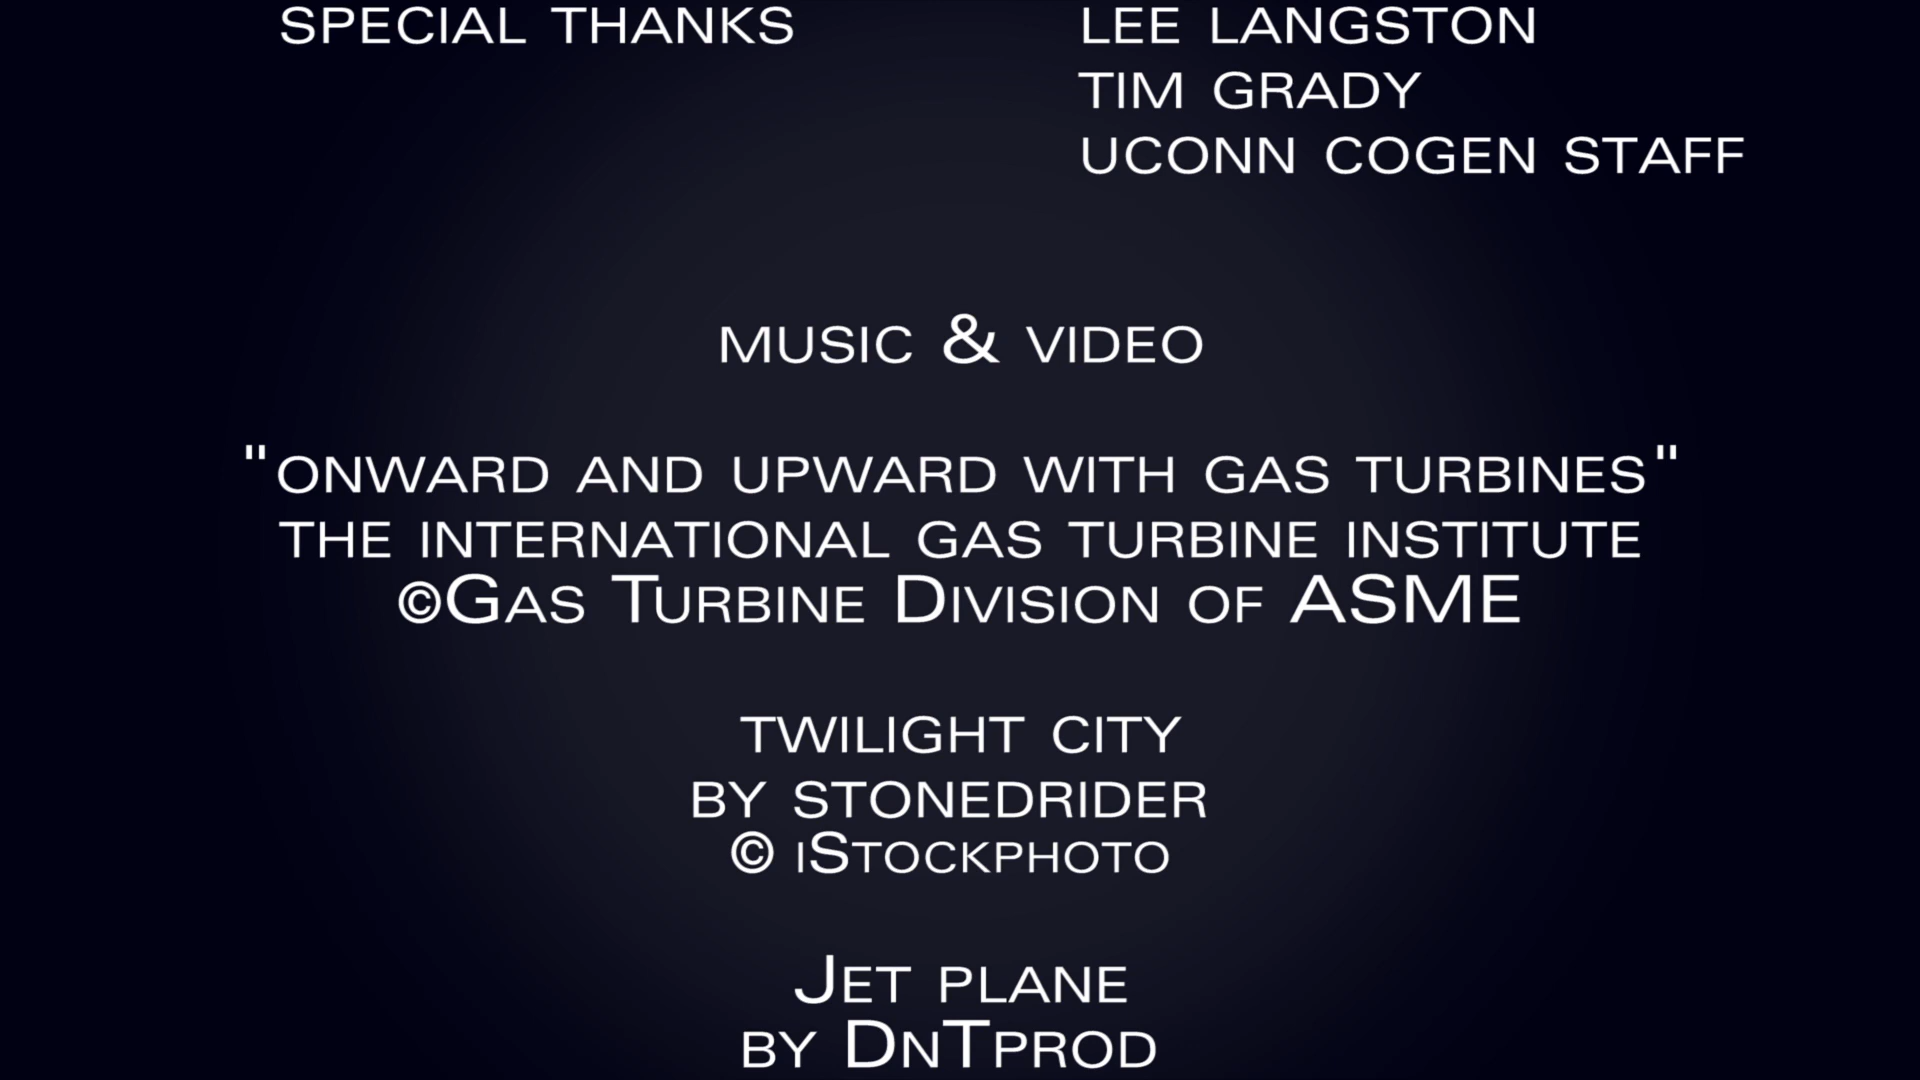 SPECIAL THANKS LEE LANGSTON
TIM GRADY
UCONN COGEN STAFF
MUSIC & VIDEO
"ONWARD AND UPWARD WITH GAS TURBINES"
THE INTERNATIONAL GAS TURBINE INSTITUTE
©GAS TURBINE DIVISION OF ASME
TWILIGHT CITY
BY STONEDRIDER
© ISTOCKPHOTO
JET PLANE
BY DNTPROD